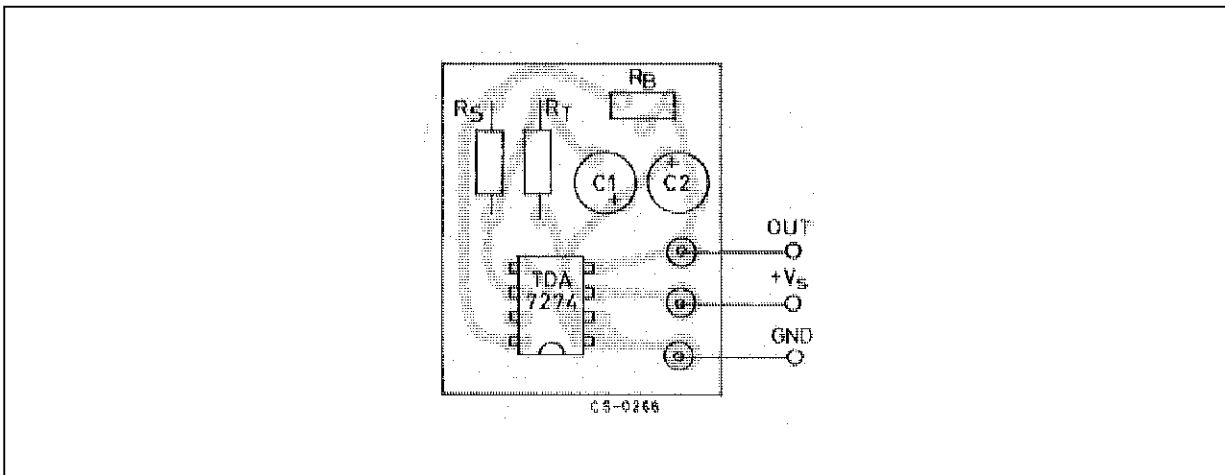 RB
RS
RT
C1
+
+
C2
OUT
+Vs
GND
TDA
7274
CS-0266